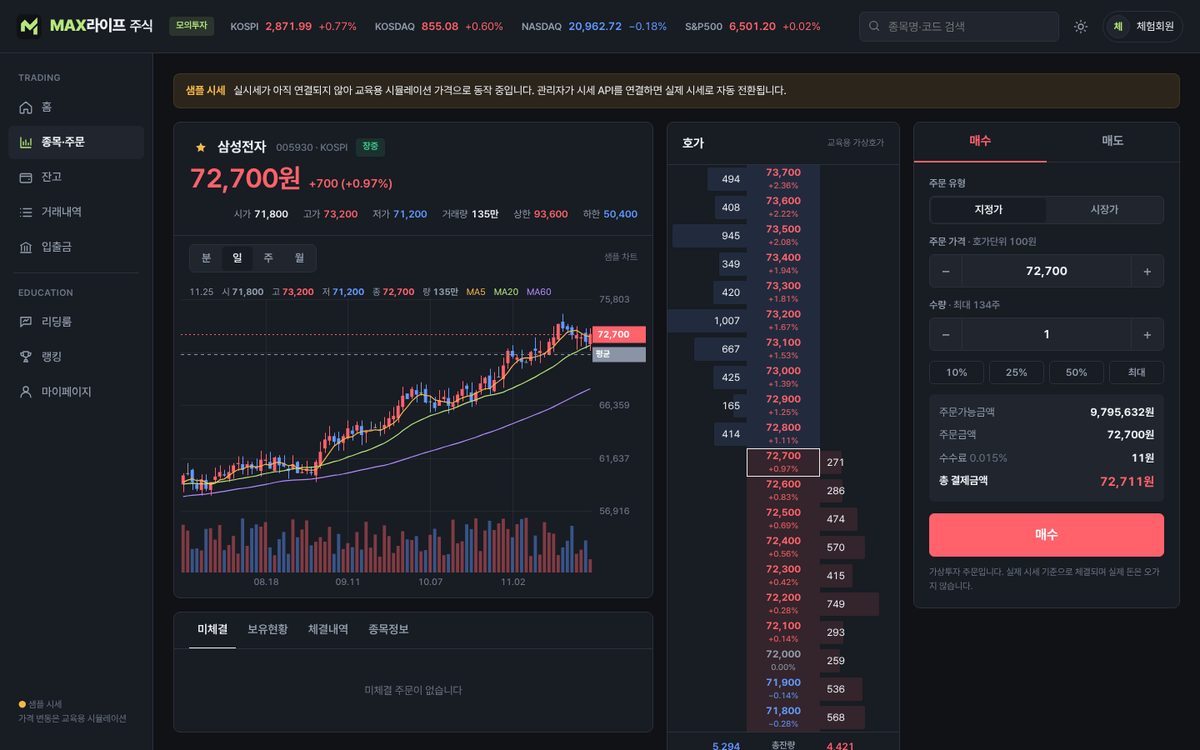 MAX라이프 주식 모의투자 KOSPI 2,871.99 +0.77% KOSDAQ 855.08 +0.60% NASDAQ 20,962.72 −0.18% S&P500 6,501.20 +0.02% 종목명·코드 검색 체 체험회원
TRADING
홈
종목·주문
잔고
거래내역
입출금
EDUCATION
리딩룸
랭킹
마이페이지
샘플 시세
가격 변동은 교육용 시뮬레이션
샘플 시세 실시세가 아직 연결되지 않아 교육용 시뮬레이션 가격으로 동작 중입니다. 관리자가 시세 API를 연결하면 실제 시세로 자동 전환됩니다.
★ 삼성전자 005930 · KOSPI 장중
72,700원 +700 (+0.97%)
시가 71,800 고가 73,200 저가 71,200 거래량 135만 상한 93,600 하한 50,400
분 일 주 월 샘플 차트
11.25 시 71,800 고 73,200 저 71,200 종 72,700 량 135만 MA5 MA20 MA60
75,803
72,700
평균
66,359
61,637
56,916
08.18 09.11 10.07 11.02
미체결 보유현황 체결내역 종목정보
미체결 주문이 없습니다
호가 교육용 가상호가
494 73,700
+2.36%
408 73,600
+2.22%
945 73,500
+2.08%
349 73,400
+1.94%
420 73,300
+1.81%
1,007 73,200
+1.67%
667 73,100
+1.53%
425 73,000
+1.39%
165 72,900
+1.25%
414 72,800
+1.11%
72,700 271
+0.97%
72,600 286
+0.83%
72,500 474
+0.69%
72,400 570
+0.56%
72,300 415
+0.42%
72,200 749
+0.28%
72,100 293
+0.14%
72,000 259
0.00%
71,900 536
−0.14%
71,800 568
−0.28%
5,294 총잔량 4,421
매수 매도
주문 유형
지정가 시장가
주문 가격 · 호가단위 100원
− 72,700 +
수량 · 최대 134주
− 1 +
10% 25% 50% 최대
주문가능금액 9,795,632원
주문금액 72,700원
수수료 0.015% 11원
총 결제금액 72,711원
매수
가상투자 주문입니다. 실제 시세 기준으로 체결되며 실제 돈은 오가
지 않습니다.